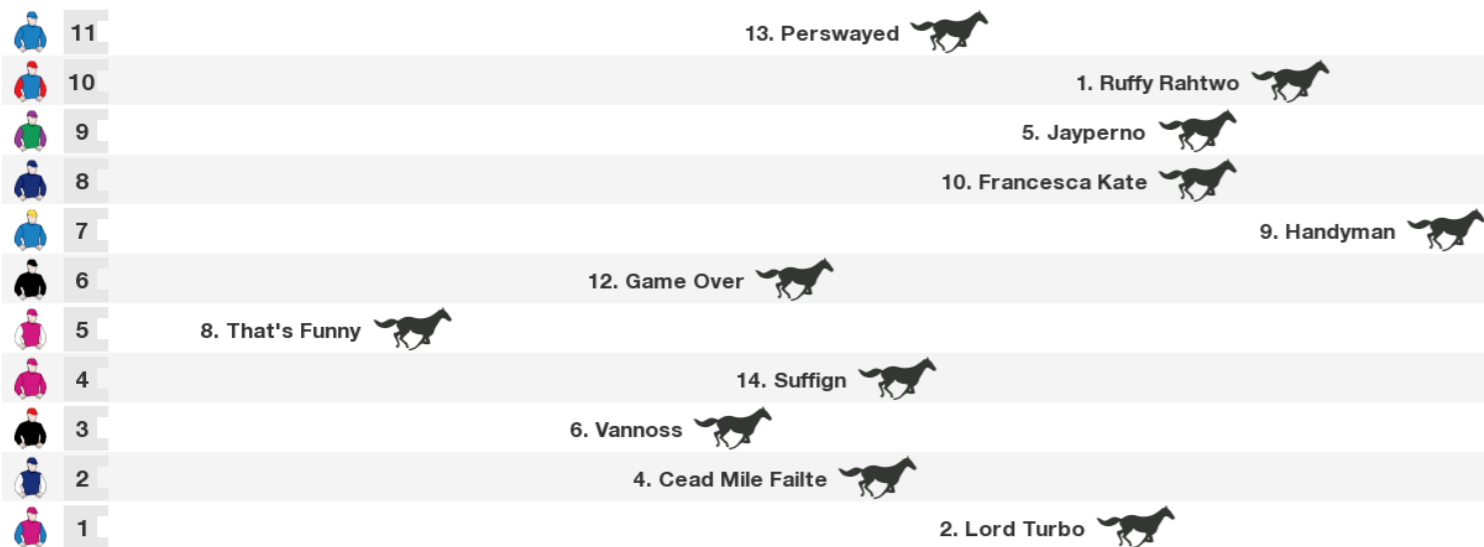 11 13. Perswayed
10 1. Ruffy Rahtwo
9 5. Jayperno
8 10. Francesca Kate
7 9. Handyman
6 12. Game Over
5 8. That's Funny
4 14. Suffign
3 6. Vannoss
2 4. Cead Mile Failte
1 2. Lord Turbo